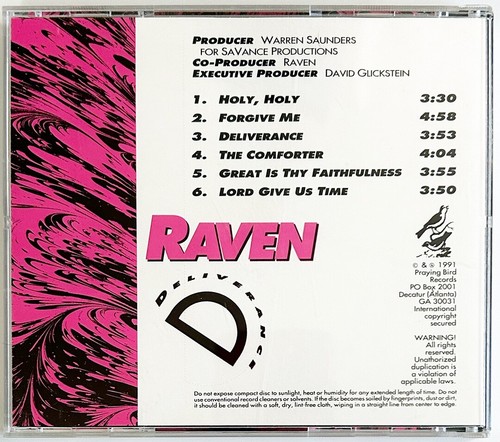 PRODUCER WARREN SAUNDERS
FOR SAVANCE PRODUCTIONS
CO-PRODUCER RAVEN
EXECUTIVE PRODUCER DAVID GLICKSTEIN
1. HOLY, HOLY 3:30
2. FORGIVE ME 4:58
3. DELIVERANCE 3:53
4. THE COMFORTER 4:04
5. GREAT IS THY FAITHFULNESS 3:55
6. LORD GIVE US TIME 3:50
RAVEN
DELIVERANCE
D
© & ℗ 1991
Praying Bird
Records
PO Box 2001
Decatur (Atlanta)
GA 30031
International
copyright
secured
WARNING!
All rights
reserved.
Unathorized
duplication is
a violation of
applicable laws.
Do not expose compact disc to sunlight, heat or humidity for any extended length of time. Do not
use conventional record cleaners or solvents. If the disc becomes soiled by fingerprints, dust or dirt,
it should be cleaned with a soft, dry, lint free cloth, wiping in a straight line from center to edge.